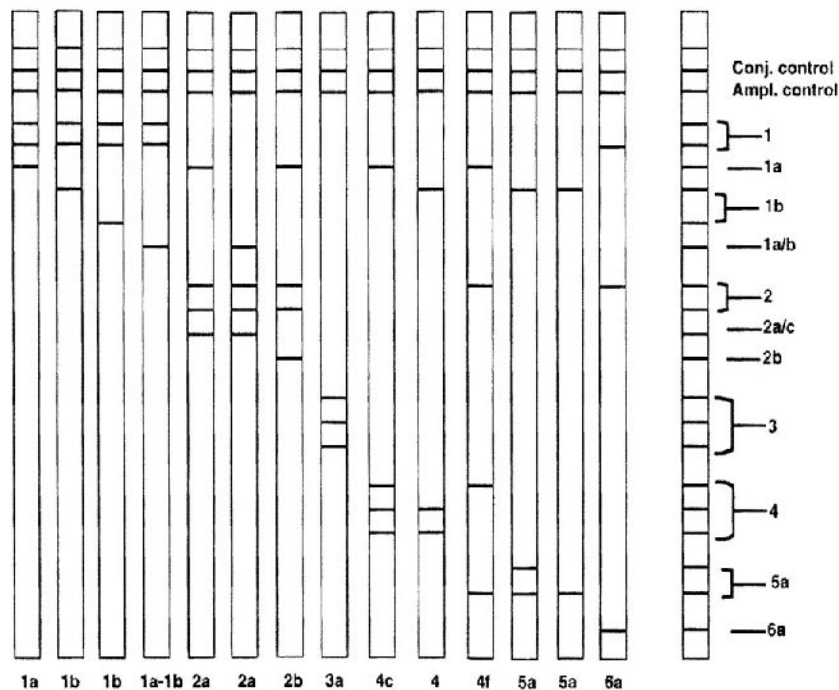 Conj. control
Ampl. control
1
1a
1b
1a/b
2
2a/c
2b
3
4
5a
6a
1a 1b 1b 1a-1b 2a 2a 2b 3a 4c 4 4f 5a 5a 6a